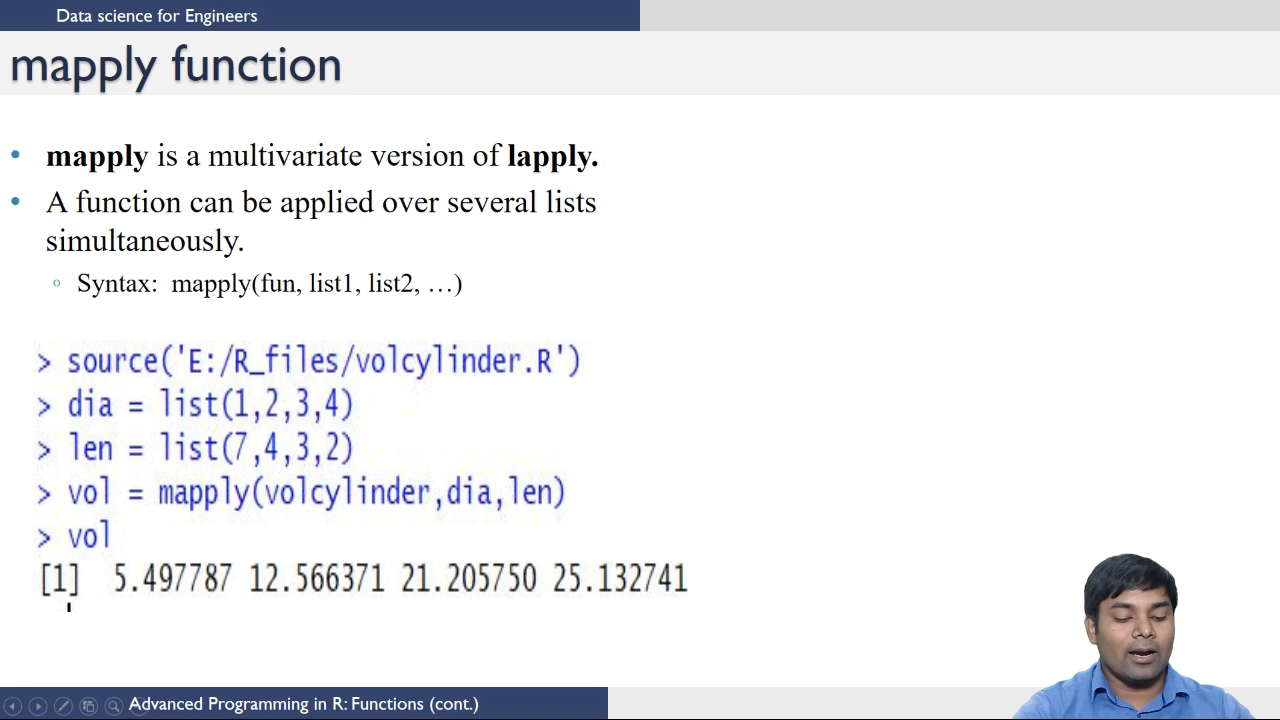 Data science for Engineers
mapply function
• mapply is a multivariate version of lapply.
• A function can be applied over several lists
simultaneously.
◦ Syntax: mapply(fun, list1, list2, …)
> source('E:/R_files/volcylinder.R')
> dia = list(1,2,3,4)
> len = list(7,4,3,2)
> vol = mapply(volcylinder,dia,len)
> vol
[1] 5.497787 12.566371 21.205750 25.132741
Advanced Programming in R: Functions (cont.)